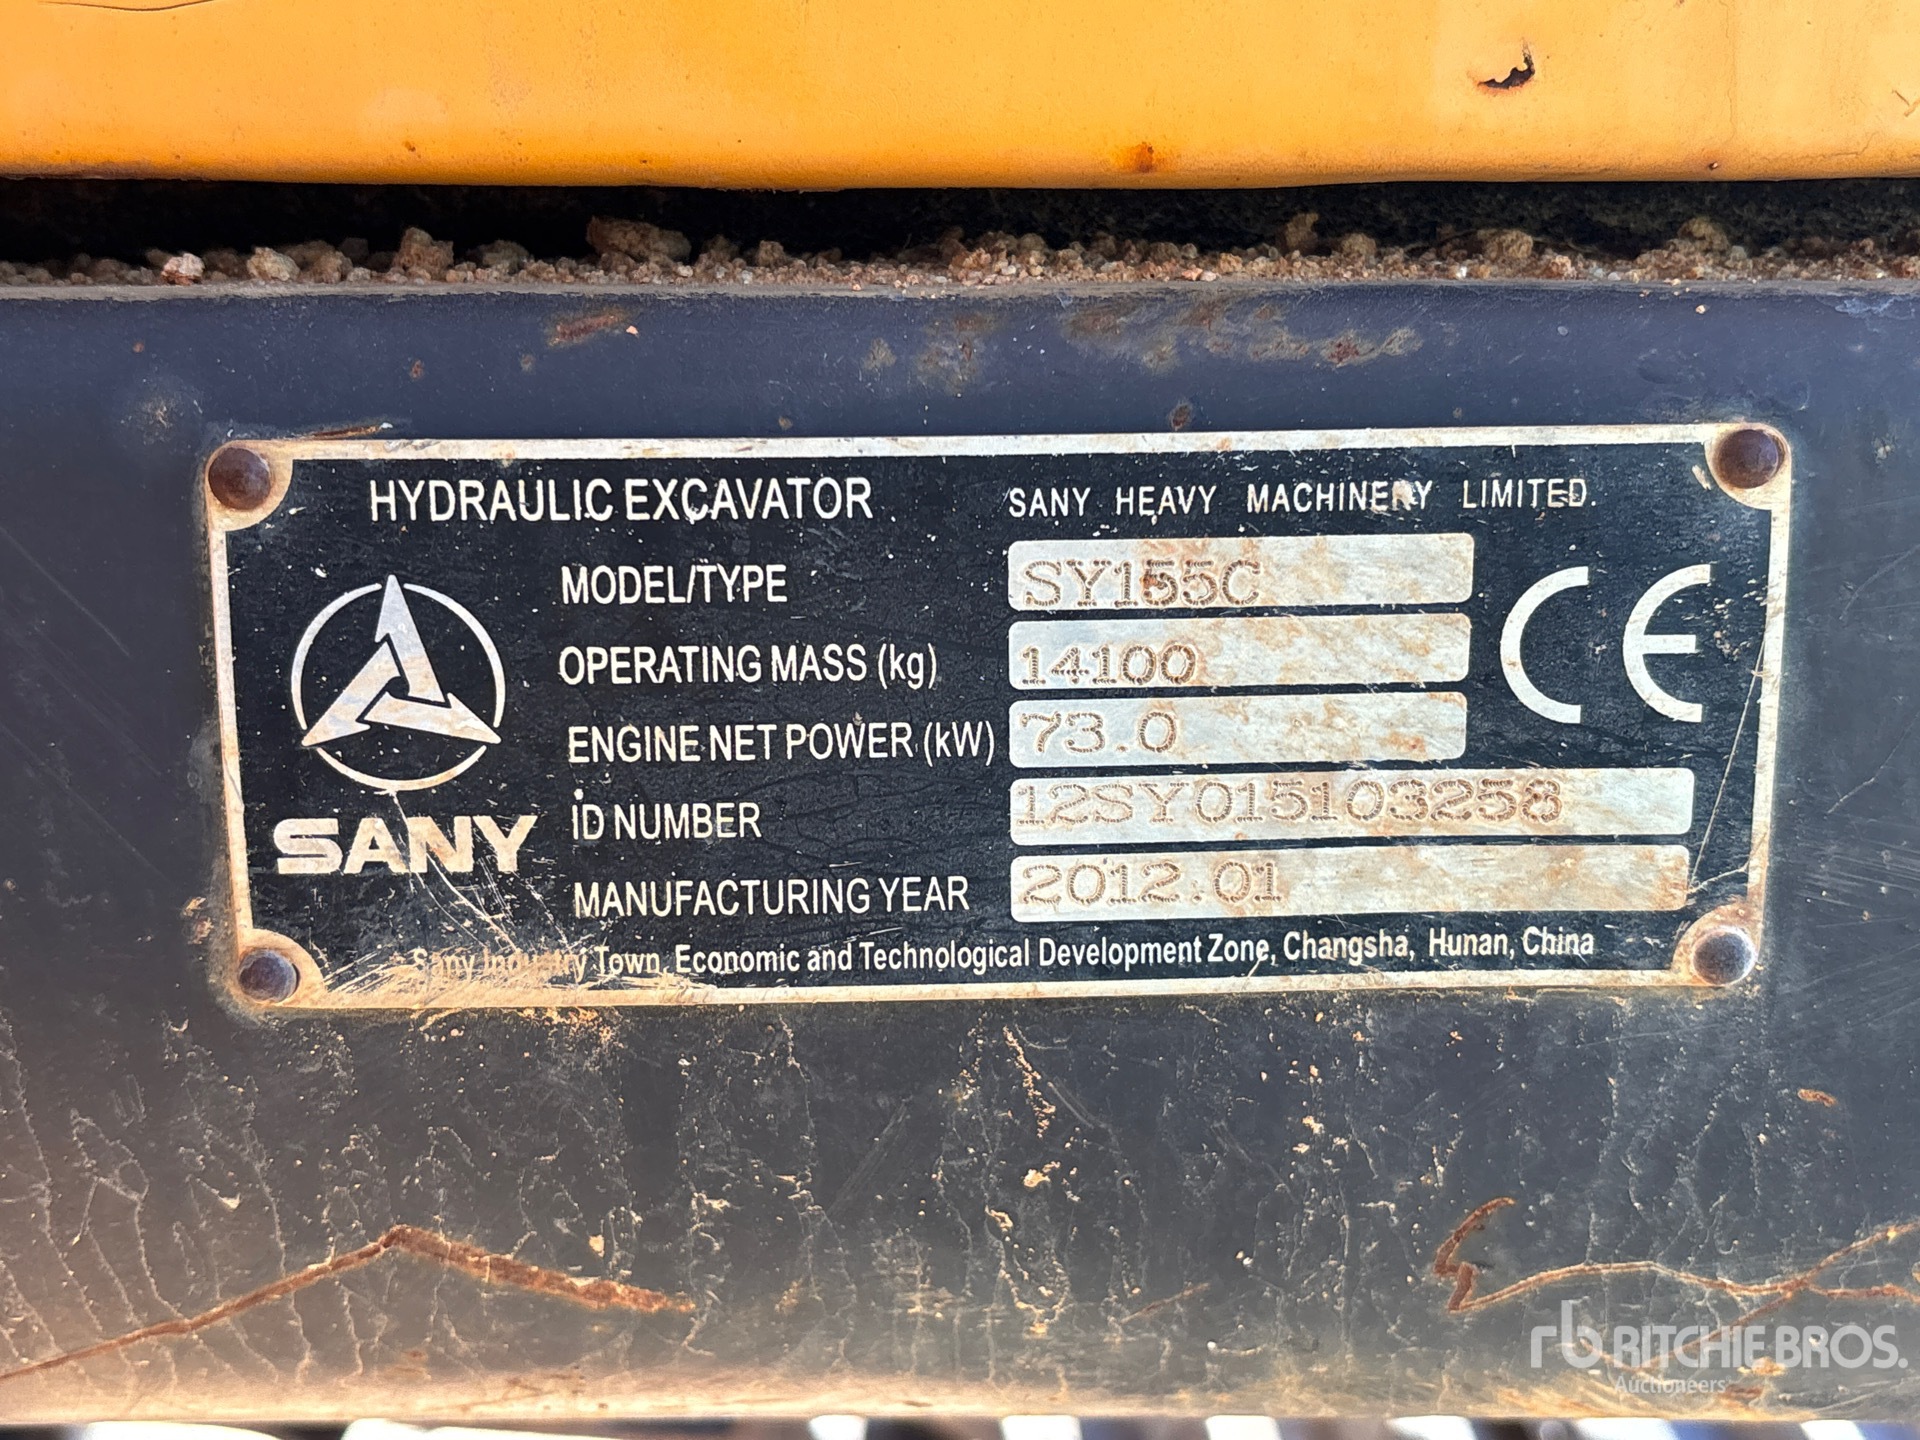 HYDRAULIC EXCAVATOR SANY HEAVY MACHINERY LIMITED.
MODEL/TYPE SY155C
OPERATING MASS (kg) 14100
ENGINE NET POWER (kW) 73.0
ID NUMBER 12SY015103258
MANUFACTURING YEAR 2012.01
CE
SANY
Sany Industry Town, Economic and Technological Development Zone, Changsha, Hunan, China
rb RITCHIE BROS.
Auctioneers